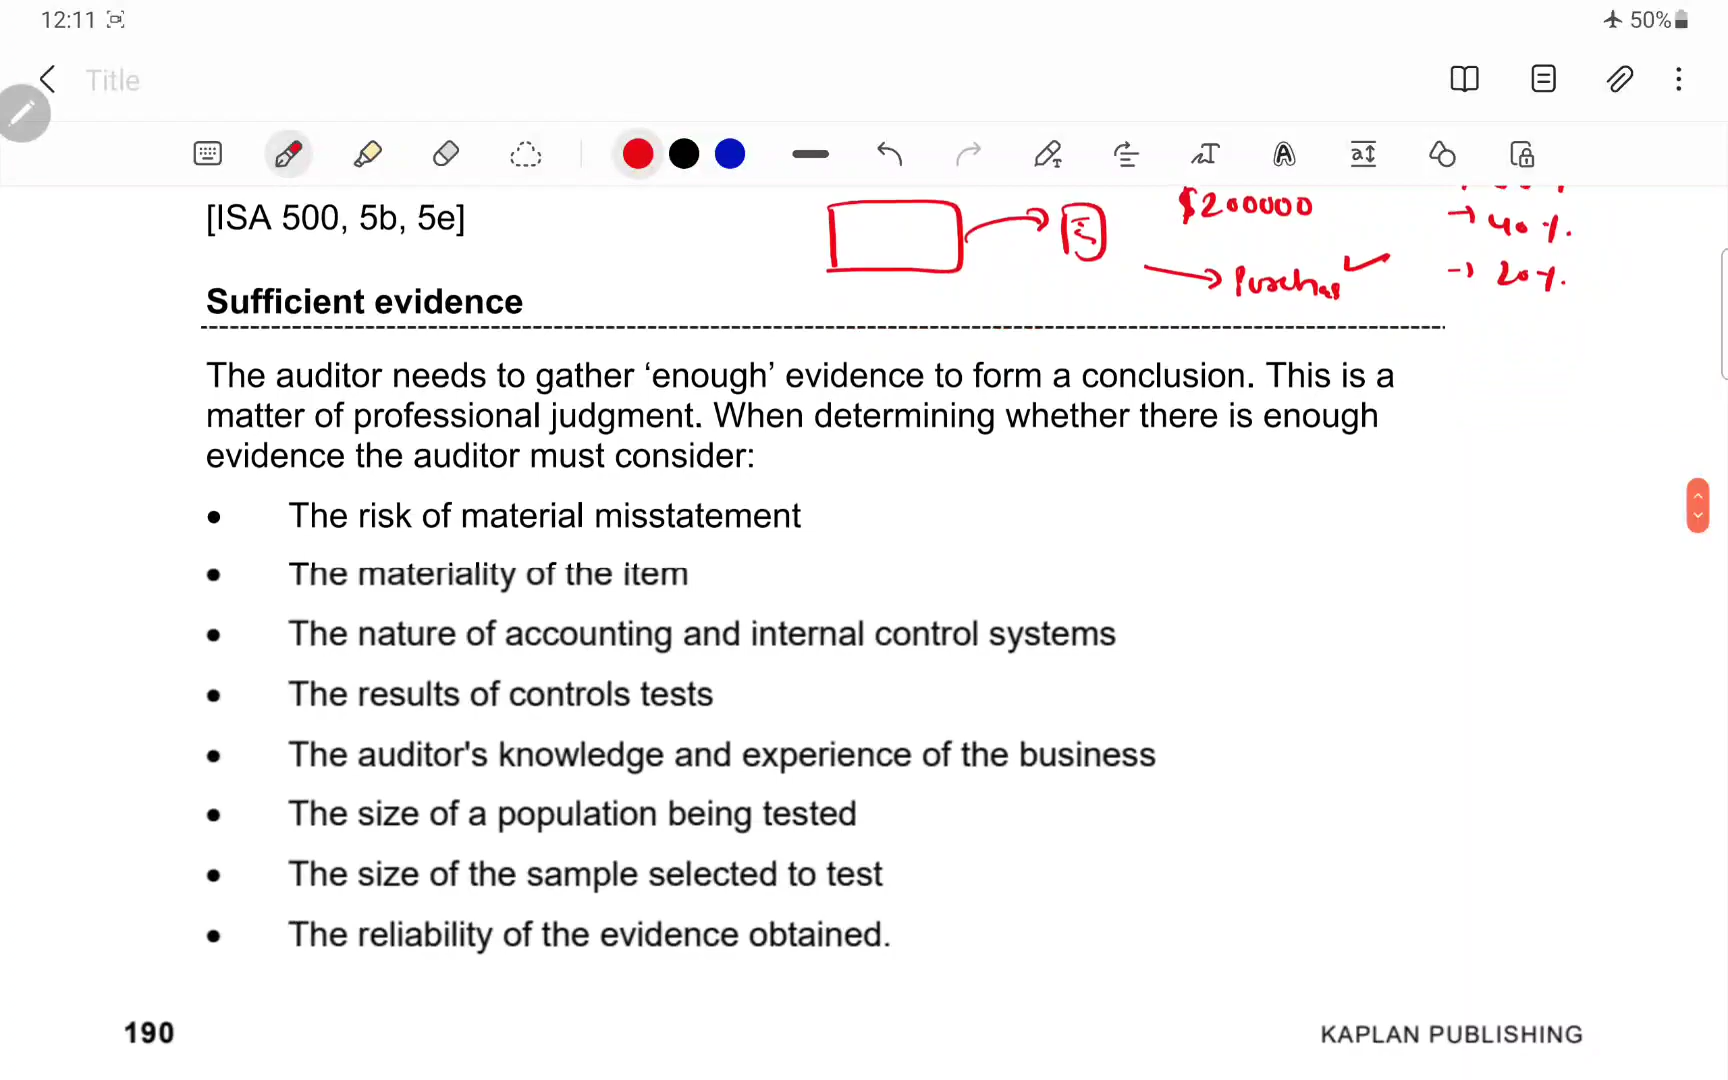 12:11
50%
Title
[ISA 500, 5b, 5e]
$200000
→ 40 %.
→ 20 %.
Sufficient evidence
The auditor needs to gather ‘enough’ evidence to form a conclusion. This is a
matter of professional judgment. When determining whether there is enough
evidence the auditor must consider:
• The risk of material misstatement
• The materiality of the item
• The nature of accounting and internal control systems
• The results of controls tests
• The auditor's knowledge and experience of the business
• The size of a population being tested
• The size of the sample selected to test
• The reliability of the evidence obtained.
190
KAPLAN PUBLISHING